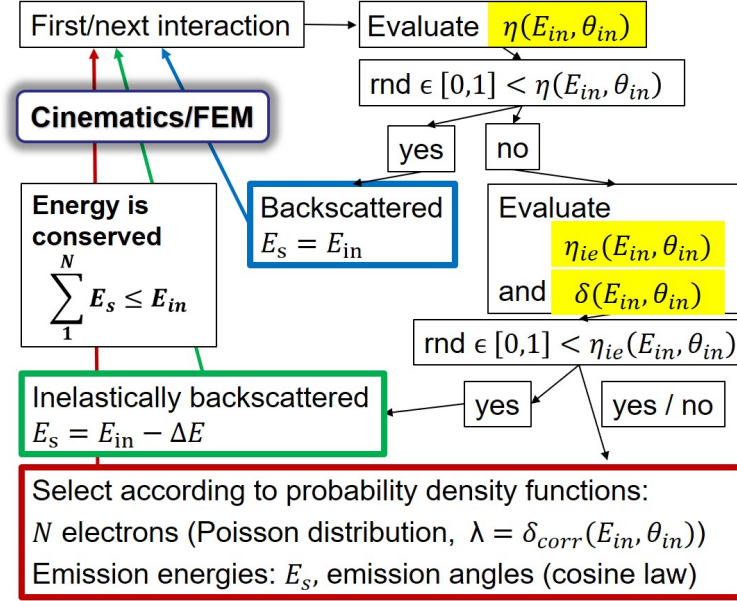 First/next interaction
Evaluate η(E_in, θ_in)
rnd ϵ [0,1] < η(E_in, θ_in)
Cinematics/FEM
yes
no
Energy is
conserved
∑_1^N E_s ≤ E_in
Backscattered
E_s = E_in
Evaluate
η_ie(E_in, θ_in)
and δ(E_in, θ_in)
rnd ϵ [0,1] < η_ie(E_in, θ_in)
Inelastically backscattered
E_s = E_in − ΔE
yes
yes / no
Select according to probability density functions:
N electrons (Poisson distribution, λ = δ_corr(E_in, θ_in))
Emission energies: E_s, emission angles (cosine law)